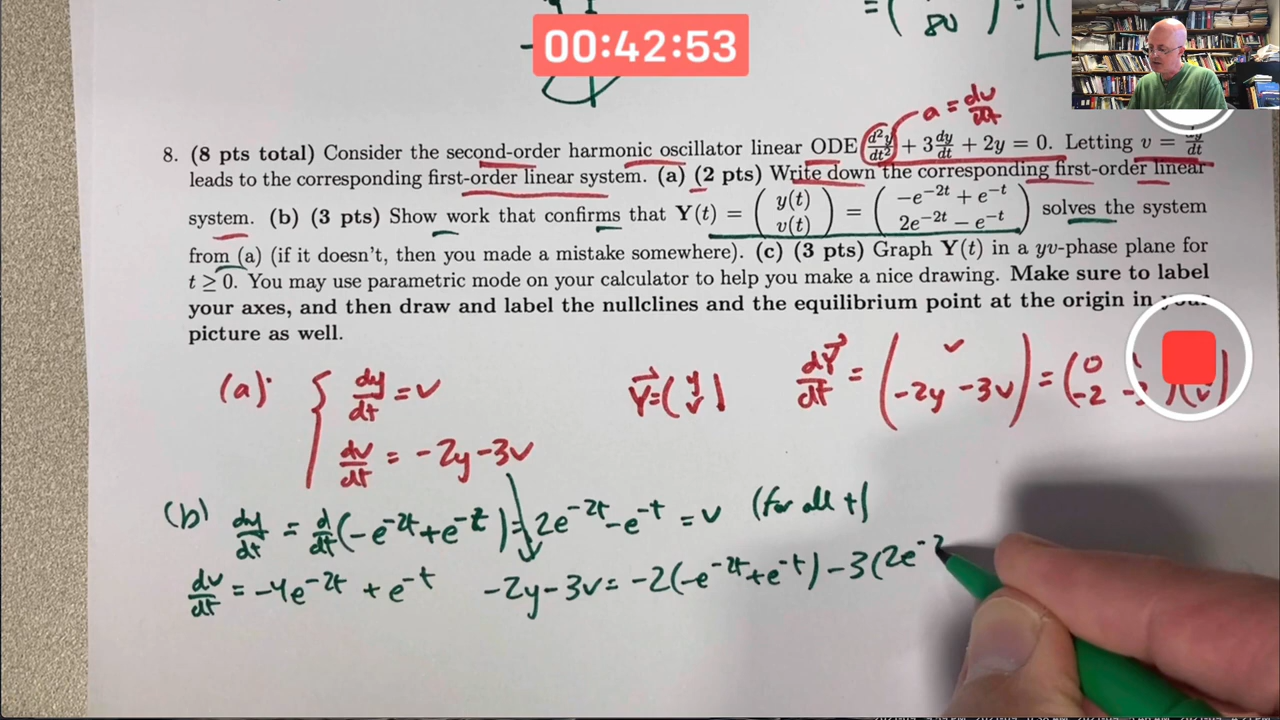 = ( 80 ) =
00:42:53
a = dv/dt
8. (8 pts total) Consider the second-order harmonic oscillator linear ODE d²y/dt² + 3 dy/dt + 2y = 0. Letting v = dy/dt
leads to the corresponding first-order linear system. (a) (2 pts) Write down the corresponding first-order linear
system. (b) (3 pts) Show work that confirms that Y(t) = ( y(t) v(t) ) = ( −e^{−2t} + e^{−t} 2e^{−2t} − e^{−t} ) solves the system
from (a) (if it doesn't, then you made a mistake somewhere). (c) (3 pts) Graph Y(t) in a yv-phase plane for
t ≥ 0. You may use parametric mode on your calculator to help you make a nice drawing. Make sure to label
your axes, and then draw and label the nullclines and the equilibrium point at the origin in your
picture as well.
(a) { dy/dt = v   Y⃗ = ( y v )   dY⃗/dt = ( v −2y −3v ) = ( 0 1 −2 −3 )( v )
dv/dt = −2y −3v
(b) dy/dt = d/dt(−e^{−2t} + e^{−t}) = 2e^{−2t} − e^{−t} = v (for all t)
dv/dt = −4e^{−2t} + e^{−t}   −2y −3v = −2(−e^{−2t} + e^{−t}) −3(2e^{−2